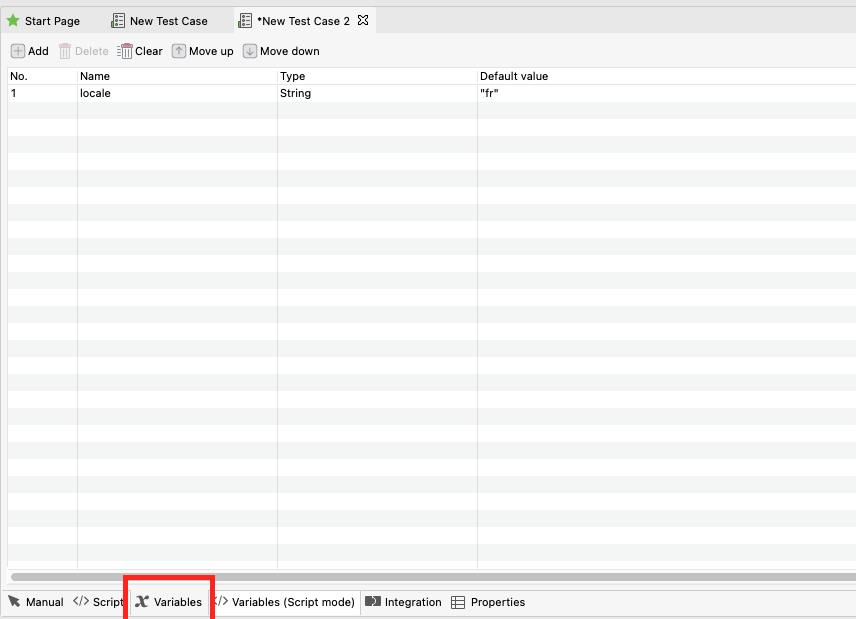 Start Page New Test Case *New Test Case 2
Add Delete Clear Move up Move down
No. Name Type Default value
1 locale String "fr"
Manual </> Script Variables </> Variables (Script mode) Integration Properties